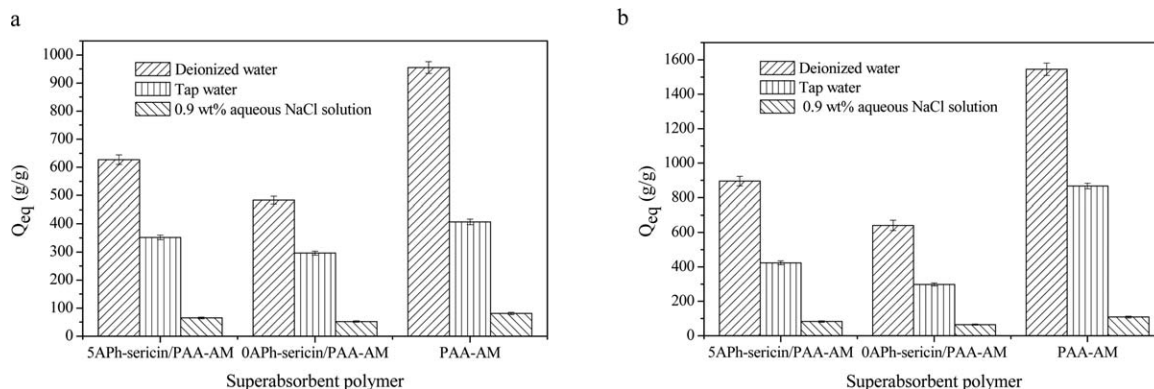 a
1000
900
800
700
600
500
400
300
200
100
0
Qeq (g/g)
Deionized water
Tap water
0.9 wt% aqueous NaCl solution
5APh-sericin/PAA-AM 0APh-sericin/PAA-AM PAA-AM
Superabsorbent polymer
b
1600
1400
1200
1000
800
600
400
200
0
Qeq (g/g)
Deionized water
Tap water
0.9 wt% aqueous NaCl solution
5APh-sericin/PAA-AM 0APh-sericin/PAA-AM PAA-AM
Superabsorbent polymer